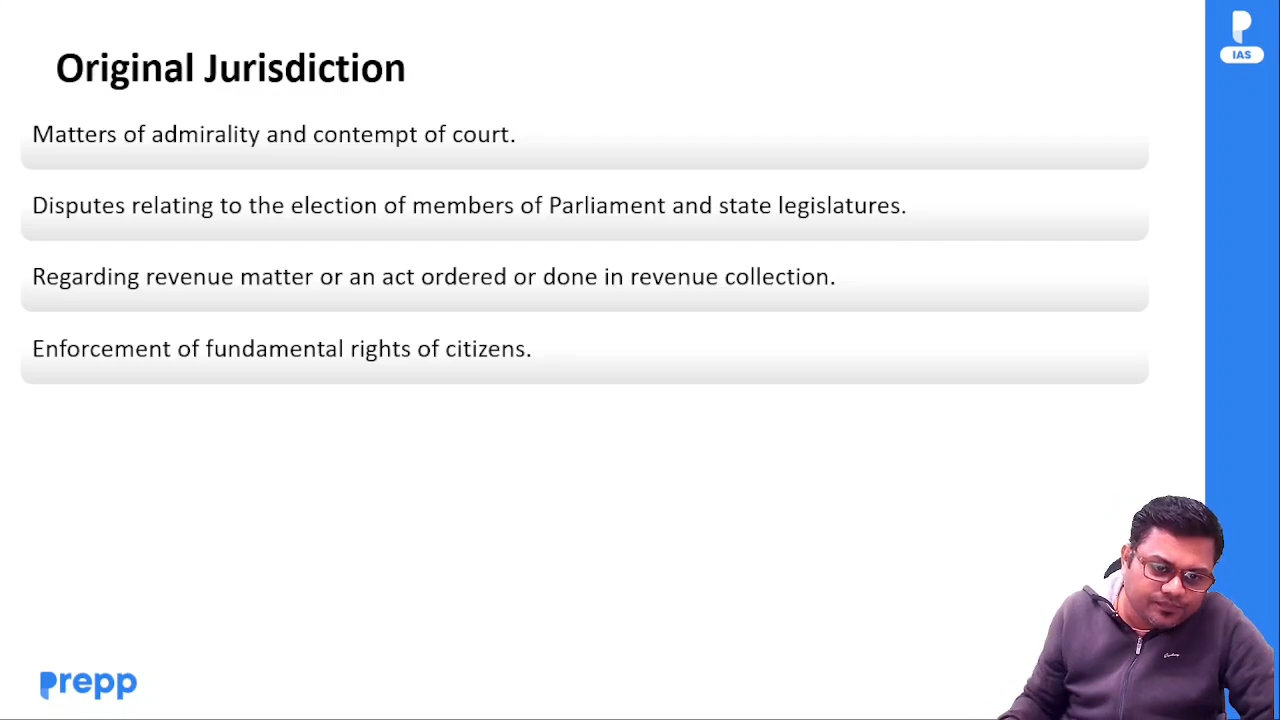 Original Jurisdiction
IAS
Matters of admirality and contempt of court.
Disputes relating to the election of members of Parliament and state legislatures.
Regarding revenue matter or an act ordered or done in revenue collection.
Enforcement of fundamental rights of citizens.
prepp